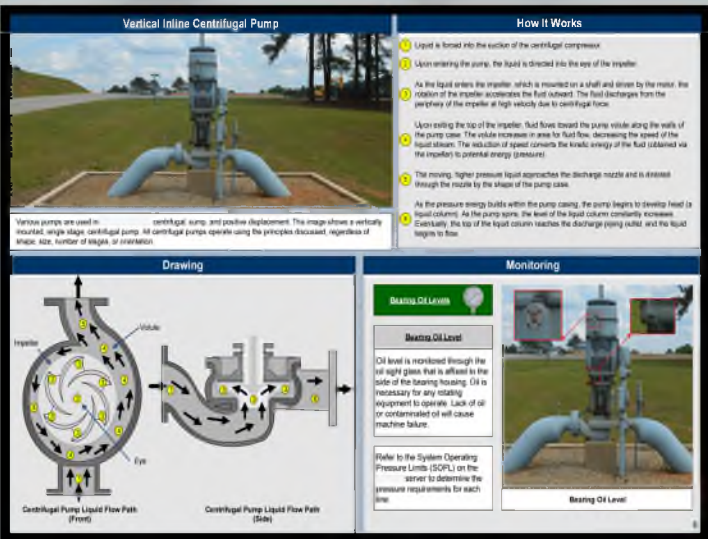 Vertical Inline Centrifugal Pump
Various pumps are used in centrifugal, sump, and positive displacement. This image shows a vertically
mounted, single stage, centrifugal pump. All centrifugal pumps operate using the principles discussed, regardless of
shape, size, number of stages, or orientation.
How It Works
1 Liquid is forced into the suction of the centrifugal compressor.
2 Upon entering the pump, the liquid is directed into the eye of the impeller.
As the liquid enters the impeller, which is mounted on a shaft and driven by the motor, the
3 rotation of the impeller accelerates the fluid outward. The fluid discharges from the
periphery of the impeller at high velocity due to centrifugal force.
Upon exiting the top of the impeller, fluid flows toward the pump volute along the walls of
4 the pump case. The volute increases in area for fluid flow, decreasing the speed of the
liquid stream. The reduction of speed converts the kinetic energy of the fluid (obtained via
the impeller) to potential energy (pressure).
5 The moving, higher pressure liquid approaches the discharge nozzle and is directed
through the nozzle by the shape of the pump case.
As the pressure energy builds within the pump casing, the pump begins to develop head (a
6 liquid column). As the pump spins, the level of the liquid column constantly increases.
Eventually, the top of the liquid column reaches the discharge piping outlet, and the liquid
begins to flow.
Drawing
Impeller
Volute
Eye
Centrifugal Pump Liquid Flow Path
(Front)
Centrifugal Pump Liquid Flow Path
(Side)
Monitoring
Bearing Oil Levels
Bearing Oil Level
Oil level is monitored through the
oil sight glass that is affixed to the
side of the bearing housing. Oil is
necessary for any rotating
equipment to operate. Lack of oil
or contaminated oil will cause
machine failure.
Refer to the System Operating
Pressure Limits (SOPL) on the
server to determine the
pressure requirements for each
line.
Bearing Oil Level